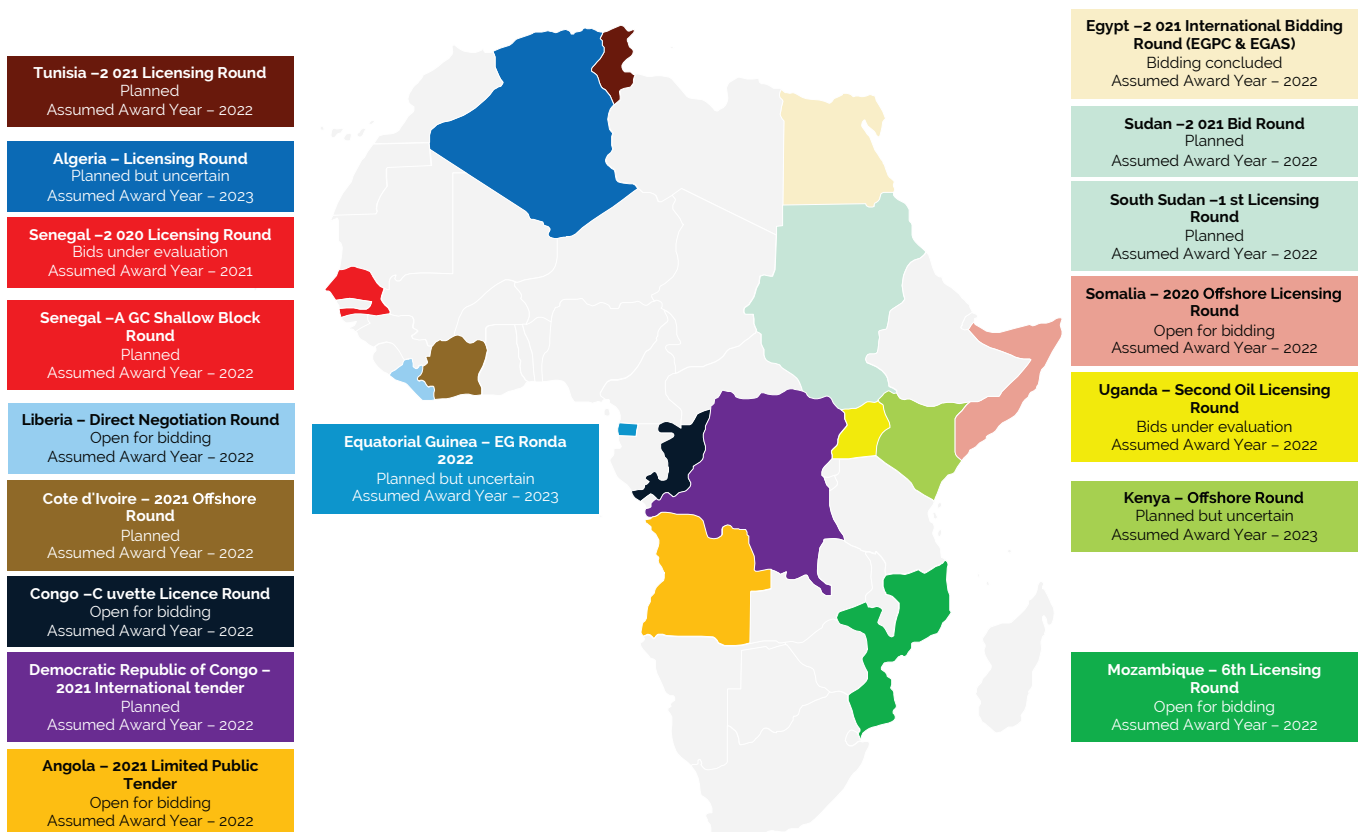 Tunisia –2 021 Licensing Round
Planned
Assumed Award Year – 2022
Algeria – Licensing Round
Planned but uncertain
Assumed Award Year – 2023
Senegal –2 020 Licensing Round
Bids under evaluation
Assumed Award Year – 2021
Senegal –A GC Shallow Block
Round
Planned
Assumed Award Year – 2022
Liberia – Direct Negotiation Round
Open for bidding
Assumed Award Year – 2022
Cote d'Ivoire – 2021 Offshore
Round
Planned
Assumed Award Year – 2022
Congo –C uvette Licence Round
Open for bidding
Assumed Award Year – 2022
Democratic Republic of Congo –
2021 International tender
Planned
Assumed Award Year – 2022
Angola – 2021 Limited Public
Tender
Open for bidding
Assumed Award Year – 2022
Equatorial Guinea – EG Ronda
2022
Planned but uncertain
Assumed Award Year – 2023
Egypt –2 021 International Bidding
Round (EGPC & EGAS)
Bidding concluded
Assumed Award Year – 2022
Sudan –2 021 Bid Round
Planned
Assumed Award Year – 2022
South Sudan –1 st Licensing
Round
Planned
Assumed Award Year – 2022
Somalia – 2020 Offshore Licensing
Round
Open for bidding
Assumed Award Year – 2022
Uganda – Second Oil Licensing
Round
Bids under evaluation
Assumed Award Year – 2022
Kenya – Offshore Round
Planned but uncertain
Assumed Award Year – 2023
Mozambique – 6th Licensing
Round
Open for bidding
Assumed Award Year – 2022